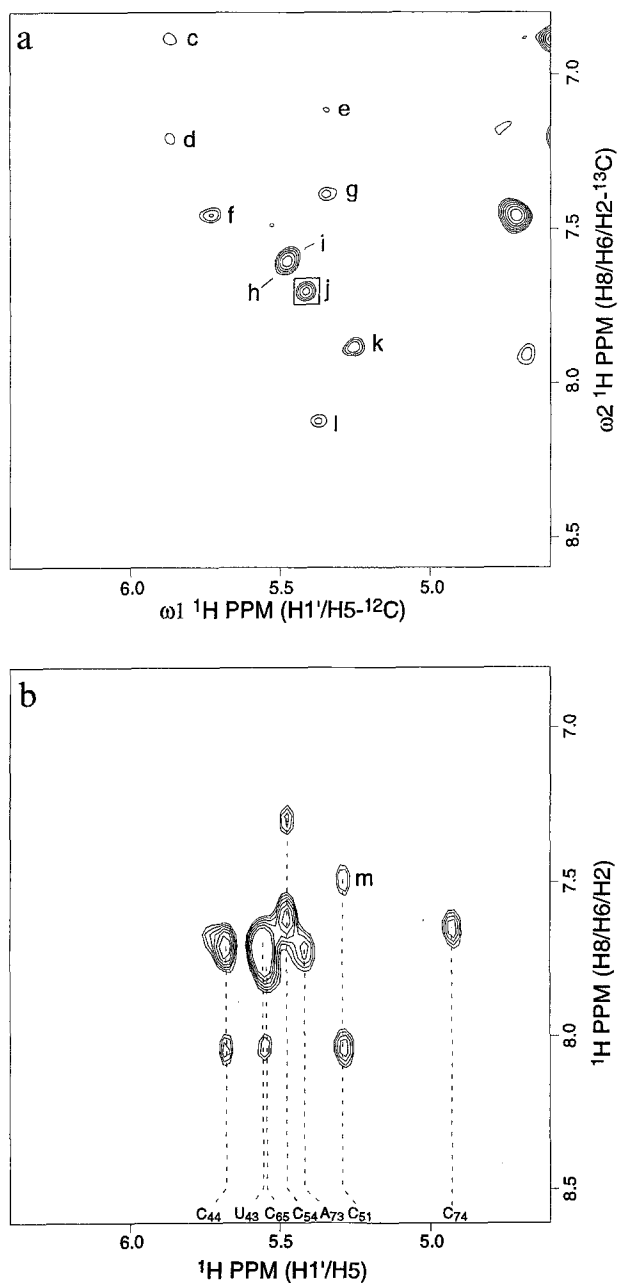 a
c
7.0
e
d
g
f
7.5
i
h
j
k
8.0
l
8.5
6.0
5.5
5.0
ω1 ¹H PPM (H1'/H5-¹²C)
ω2 ¹H PPM (H8/H6/H2-¹³C)
b
7.0
m
7.5
8.0
8.5
C₄₄ U₄₃ C₆₅ C₅₄ A₇₃ C₅₁ C₇₄
6.0
5.5
5.0
¹H PPM (H1'/H5)
¹H PPM (H8/H6/H2)